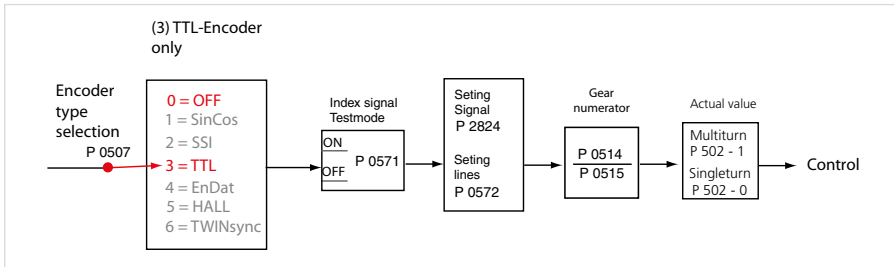 (3) TTL-Encoder
only
Encoder
type
selection
P 0507
0 = OFF
1 = SinCos
2 = SSI
3 = TTL
4 = EnDat
5 = HALL
6 = TWINsync
Index signal
Testmode
ON
OFF
P 0571
Seting
Signal
P 2824
Seting
lines
P 0572
Gear
numerator
P 0514
P 0515
Actual value
Multiturn
P 502 - 1
Singleturn
P 502 - 0
Control